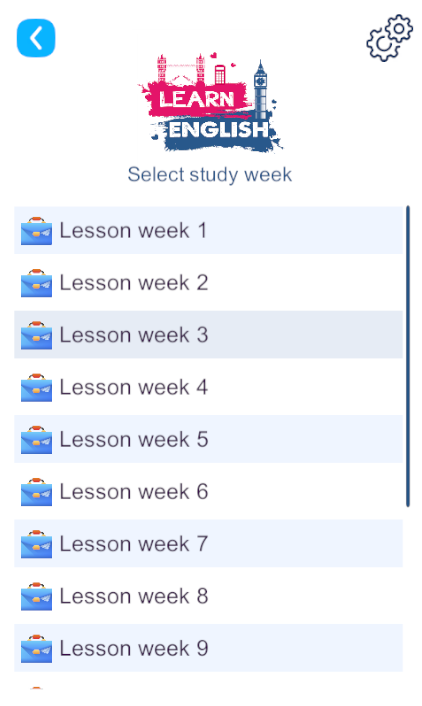 LEARN
ENGLISH
Select study week
Lesson week 1
Lesson week 2
Lesson week 3
Lesson week 4
Lesson week 5
Lesson week 6
Lesson week 7
Lesson week 8
Lesson week 9